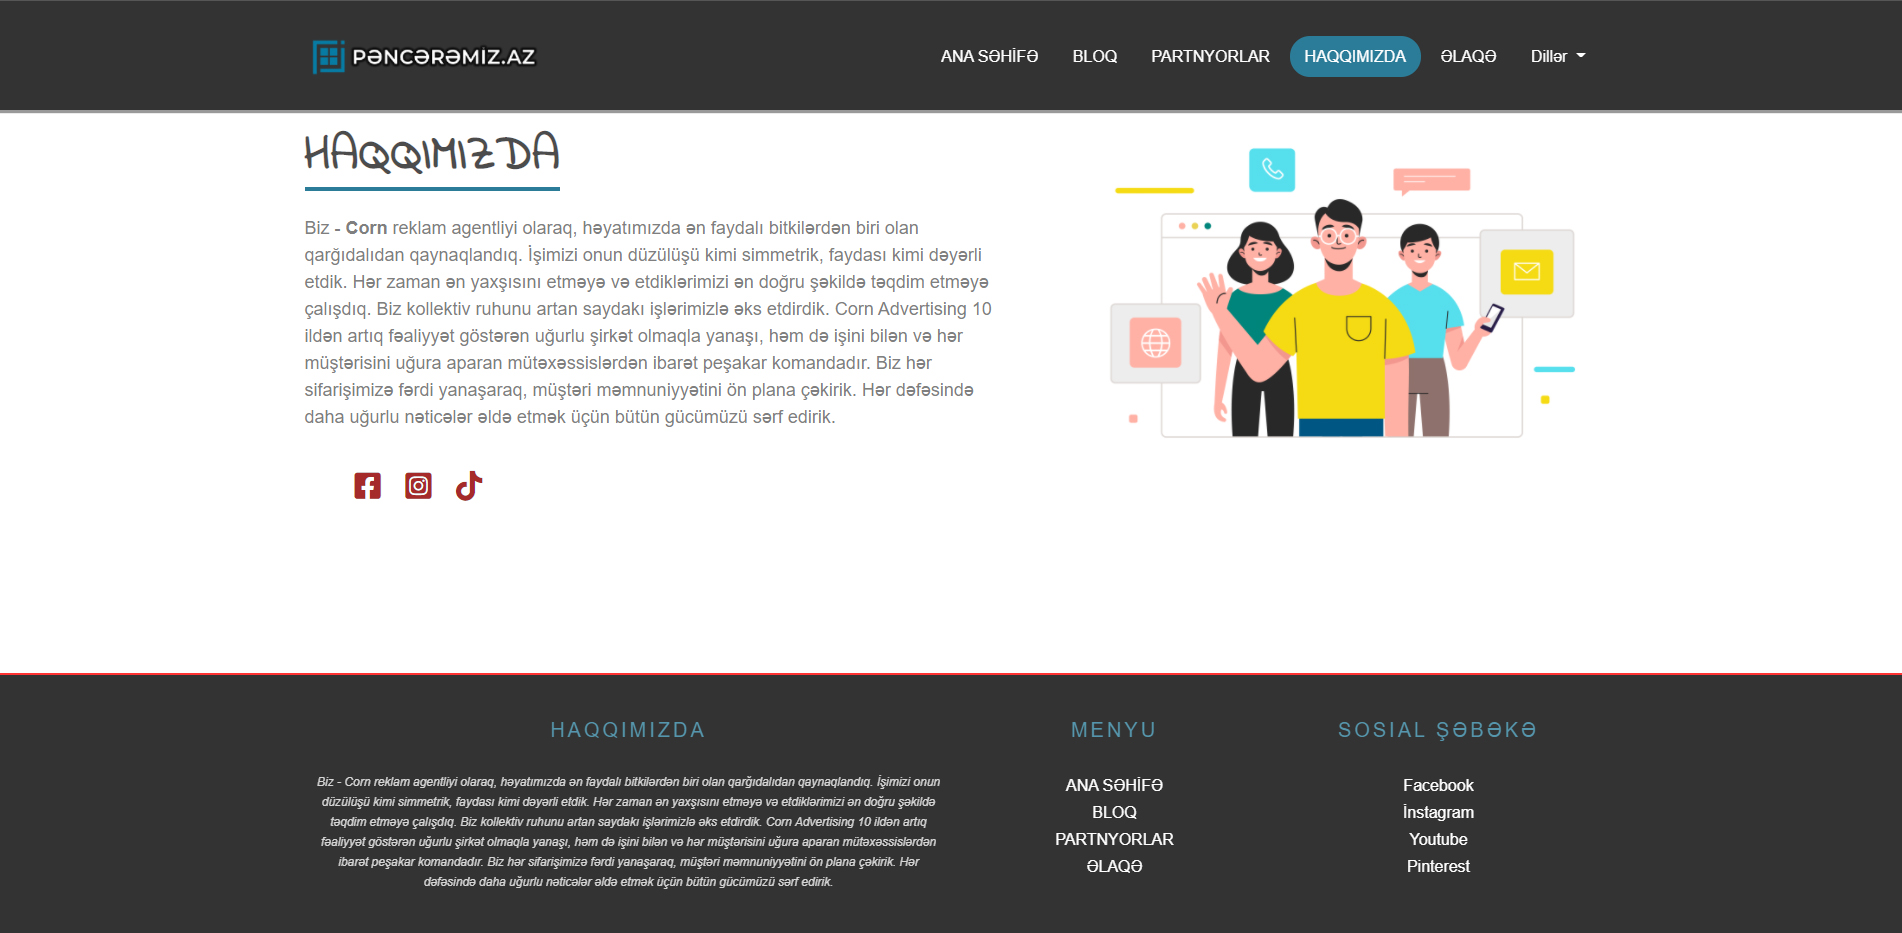 PƏNCƏRƏMİZ.AZ
ANA SƏHİFƏ
BLOQ
PARTNYORLAR
HAQQIMIZDA
ƏLAQƏ
Dillər
HAQQIMIZDA
Biz - Corn reklam agentliyi olaraq, həyatımızda ən faydalı bitkilərdən biri olan
qarğıdalıdan qaynaqlandıq. İşimizi onun düzülüşü kimi simmetrik, faydası kimi dəyərli
etdik. Hər zaman ən yaxşısını etməyə və etdiklərimizi ən doğru şəkildə təqdim etməyə
çalışdıq. Biz kollektiv ruhunu artan saydakı işlərimizlə əks etdirdik. Corn Advertising 10
ildən artıq fəaliyyət göstərən uğurlu şirkət olmaqla yanaşı, həm də işini bilən və hər
müştərisini uğura aparan mütəxəssislərdən ibarət peşakar komandadır. Biz hər
sifarişimizə fərdi yanaşaraq, müştəri məmnuniyyətini ön plana çəkirik. Hər dəfəsində
daha uğurlu nəticələr əldə etmək üçün bütün gücümüzü sərf edirik.
HAQQIMIZDA
Biz - Corn reklam agentliyi olaraq, həyatımızda ən faydalı bitkilərdən biri olan qarğıdalıdan qaynaqlandıq. İşimizi onun
düzülüşü kimi simmetrik, faydası kimi dəyərli etdik. Hər zaman ən yaxşısını etməyə və etdiklərimizi ən doğru şəkildə
təqdim etməyə çalışdıq. Biz kollektiv ruhunu artan saydakı işlərimizlə əks etdirdik. Corn Advertising 10 ildən artıq
fəaliyyət göstərən uğurlu şirkət olmaqla yanaşı, həm də işini bilən və hər müştərisini uğura aparan mütəxəssislərdən
ibarət peşakar komandadır. Biz hər sifarişimizə fərdi yanaşaraq, müştəri məmnuniyyətini ön plana çəkirik. Hər
dəfəsində daha uğurlu nəticələr əldə etmək üçün bütün gücümüzü sərf edirik.
MENYU
ANA SƏHİFƏ
BLOQ
PARTNYORLAR
ƏLAQƏ
SOSIAL ŞƏBƏKƏ
Facebook
İnstagram
Youtube
Pinterest